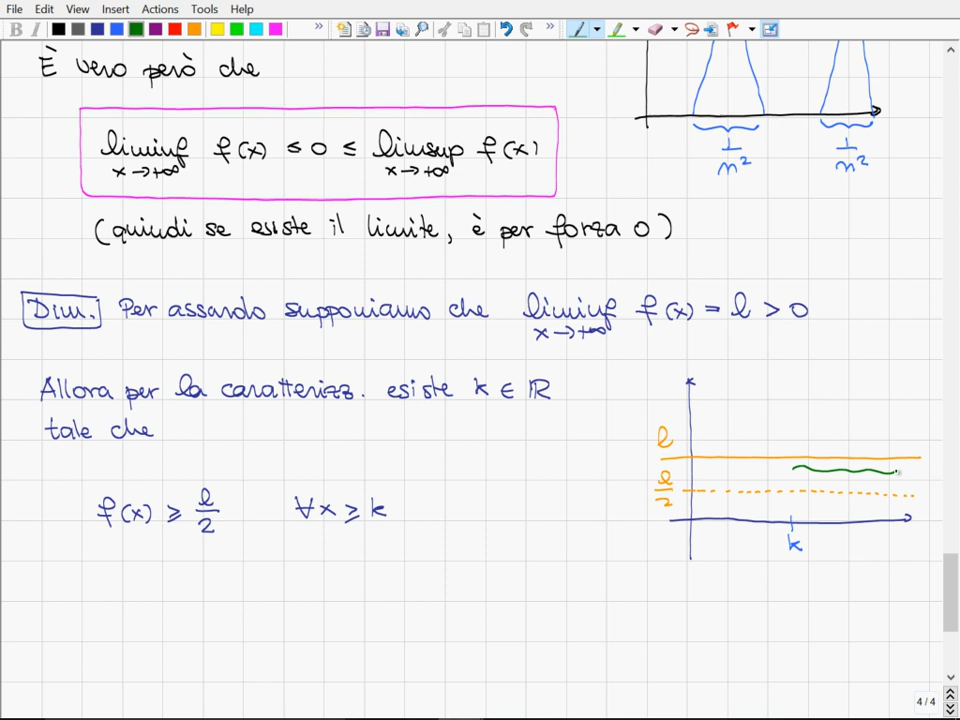 File Edit View Insert Actions Tools Help
B I
È vero però che
liminf f(x) ≤ 0 ≤ limsup f(x)
x→+∞ x→+∞
1/n² 1/n²
(quindi se esiste il limite, è per forza 0)
Dim. Per assurdo supponiamo che liminf f(x) = l > 0
x→+∞
Allora per la caratterizz. esiste k ∈ ℝ
tale che
l
l/2
f(x) ≥ l/2 ∀x ≥ k
k
4 / 4